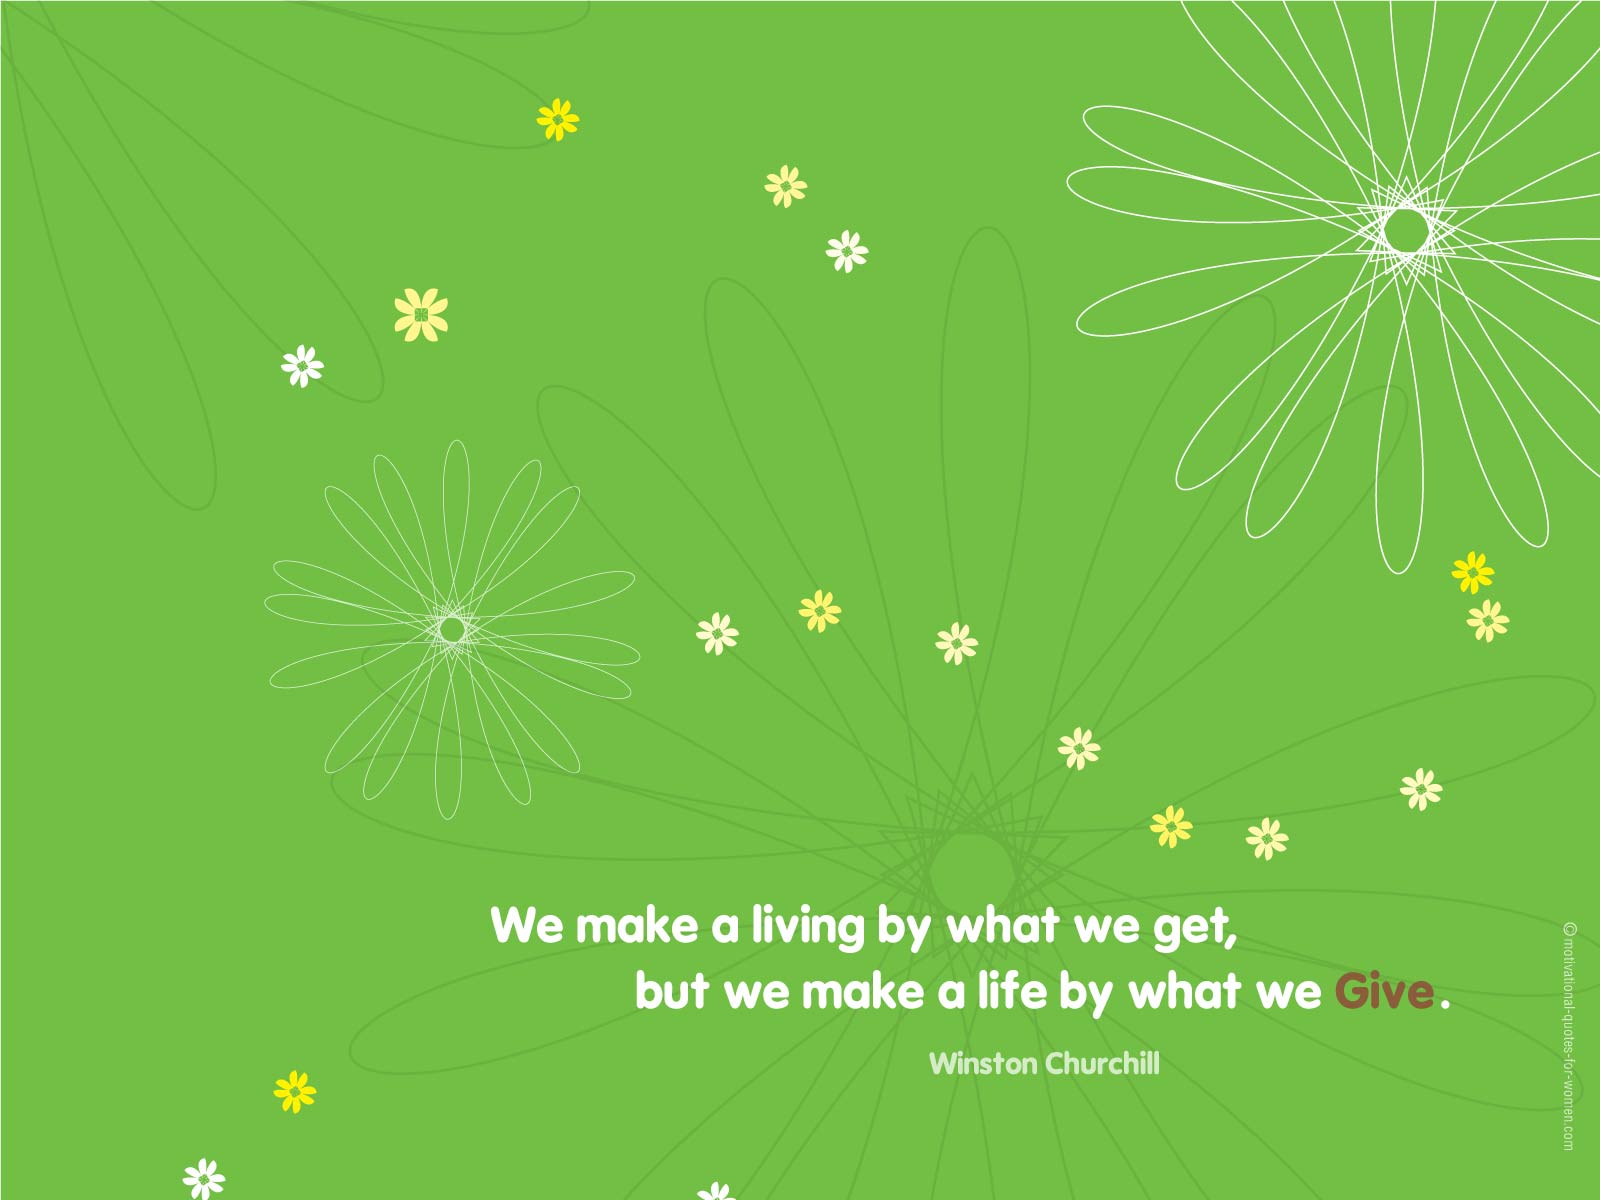 We make a living by what we get,
but we make a life by what we Give.
Winston Churchill
© motivational-quotes-for-women.com